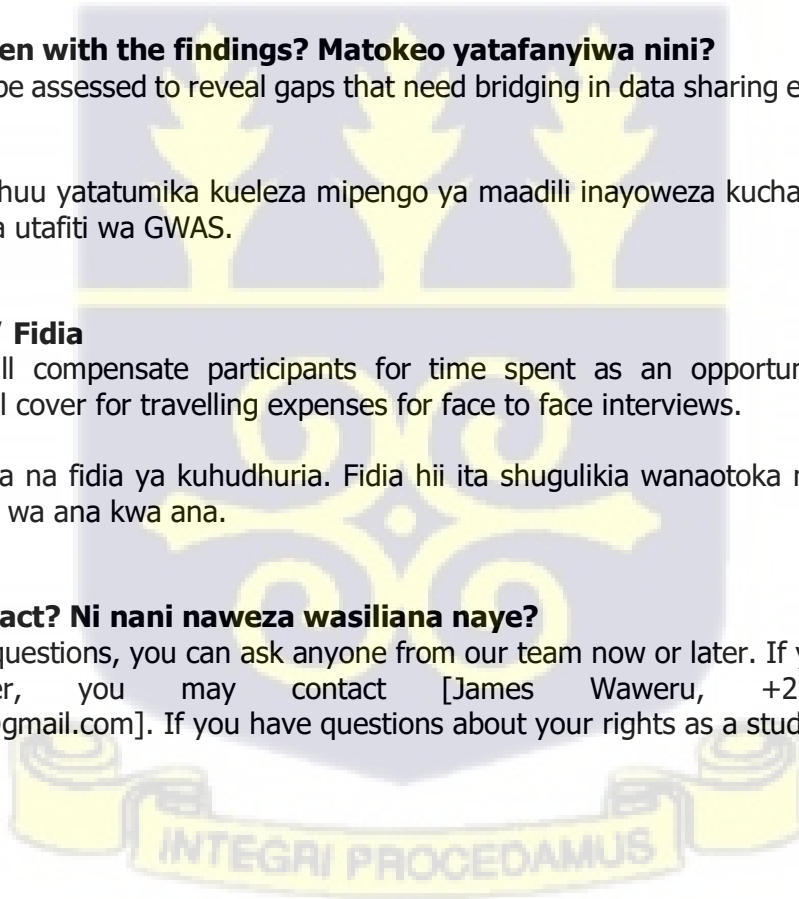 en with the findings? Matokeo yatafanyiwa nini?
be assessed to reveal gaps that need bridging in data sharing e
huu yatatumika kueleza mipengo ya maadili inayoweza kucha
a utafiti wa GWAS.
/ Fidia
ll compensate participants for time spent as an opportun
l cover for travelling expenses for face to face interviews.
a na fidia ya kuhudhuria. Fidia hii ita shugulikia wanaotoka
wa ana kwa ana.
act? Ni nani naweza wasiliana naye?
questions, you can ask anyone from our team now or later. If y
er, you may contact [James Waweru, +2
@gmail.com]. If you have questions about your rights as a stud
INTEGRI PROCEDAMUS